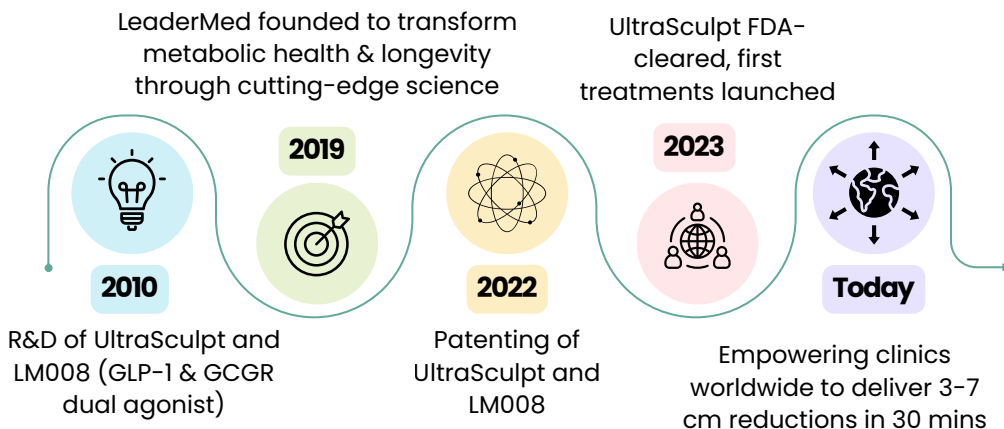 LeaderMed founded to transform
metabolic health & longevity
through cutting-edge science
UltraSculpt FDA-
cleared, first
treatments launched
2019
2023
2010
2022
Today
R&D of UltraSculpt and
LM008 (GLP-1 & GCGR
dual agonist)
Patenting of
UltraSculpt and
LM008
Empowering clinics
worldwide to deliver 3-7
cm reductions in 30 mins